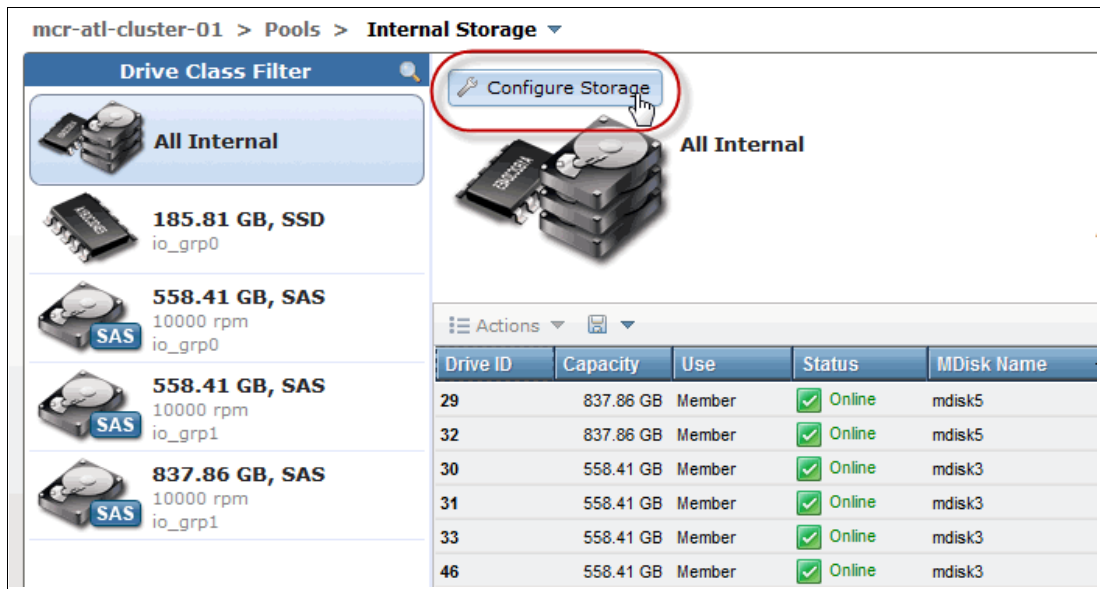 mcr-atl-cluster-01 > Pools > Internal Storage
Drive Class Filter
All Internal
185.81 GB, SSD
io_grp0
558.41 GB, SAS
10000 rpm
io_grp0
SAS
558.41 GB, SAS
10000 rpm
io_grp1
SAS
837.86 GB, SAS
10000 rpm
io_grp1
SAS
Configure Storage
All Internal
Actions
Drive ID Capacity Use Status MDisk Name
29 837.86 GB Member Online mdisk5
32 837.86 GB Member Online mdisk5
30 558.41 GB Member Online mdisk3
31 558.41 GB Member Online mdisk3
33 558.41 GB Member Online mdisk3
46 558.41 GB Member Online mdisk3